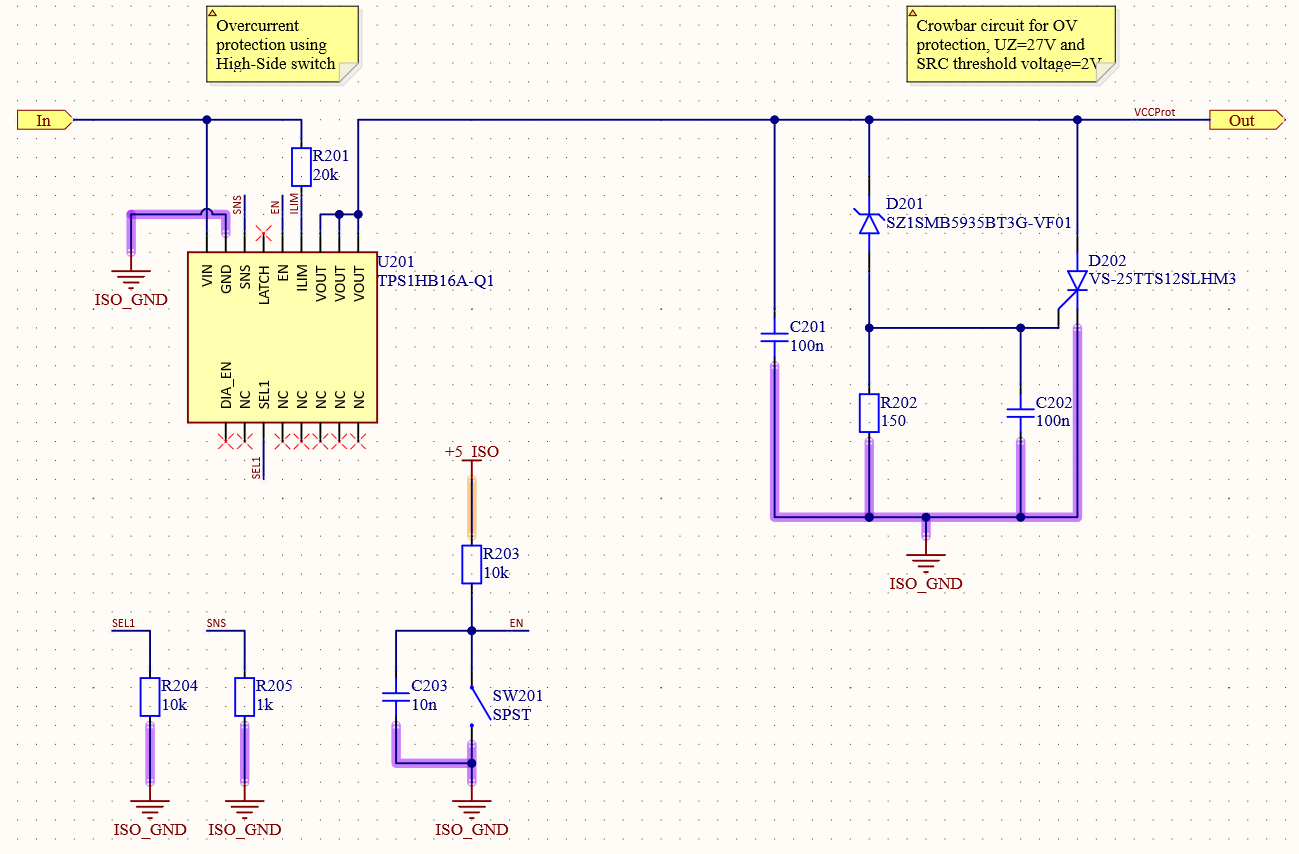 Overcurrent
protection using
High-Side switch
Crowbar circuit for OV
protection, UZ=27V and
SRC threshold voltage=2V
In
VCCProt
Out
R201
20k
SNS
EN
ILIM
D201
SZ1SMB5935BT3G-VF01
U201
TPS1HB16A-Q1
VIN
GND
SNS
LATCH
EN
ILIM
VOUT
VOUT
VOUT
D202
VS-25TTS12SLHM3
ISO_GND
C201
100n
DIA_EN
NC
SEL1
NC
NC
NC
NC
NC
R202
150
C202
100n
SEL1
+5_ISO
R203
10k
ISO_GND
SEL1
SNS
EN
R204
10k
R205
1k
C203
10n
SW201
SPST
ISO_GND
ISO_GND
ISO_GND